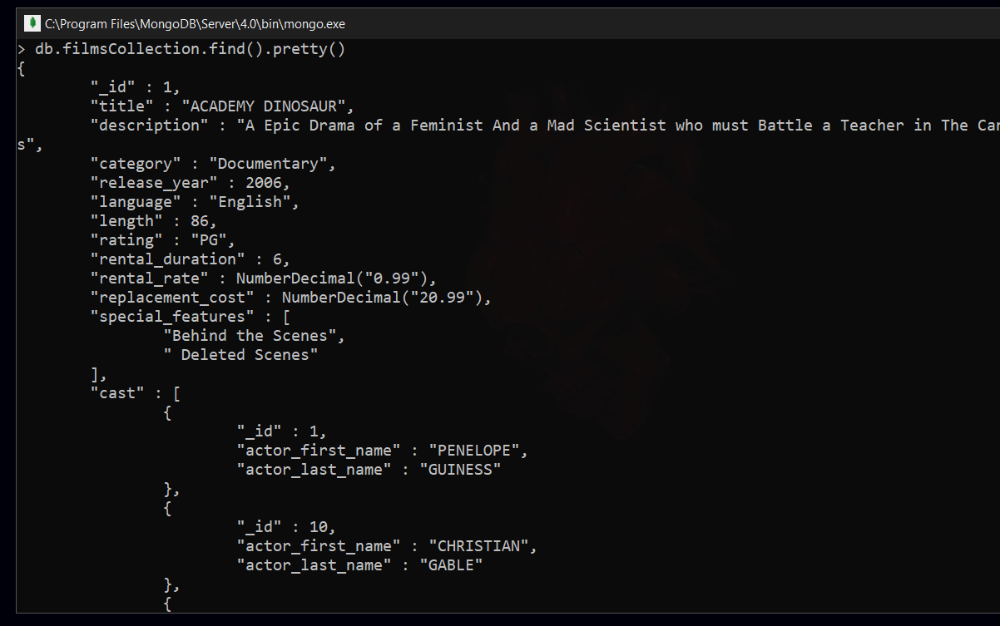 C:\Program Files\MongoDB\Server\4.0\bin\mongo.exe
> db.filmsCollection.find().pretty()
{
"_id" : 1,
"title" : "ACADEMY DINOSAUR",
"description" : "A Epic Drama of a Feminist And a Mad Scientist who must Battle a Teacher in The
s",
"category" : "Documentary",
"release_year" : 2006,
"language" : "English",
"length" : 86,
"rating" : "PG",
"rental_duration" : 6,
"rental_rate" : NumberDecimal("0.99"),
"replacement_cost" : NumberDecimal("20.99"),
"special_features" : [
"Behind the Scenes",
" Deleted Scenes"
],
"cast" : [
{
"_id" : 1,
"actor_first_name" : "PENELOPE",
"actor_last_name" : "GUINESS"
},
{
"_id" : 10,
"actor_first_name" : "CHRISTIAN",
"actor_last_name" : "GABLE"
},
{